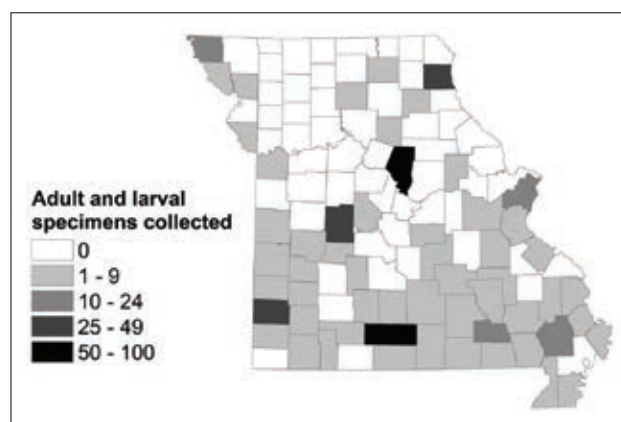 Adult and larval
specimens collected
0
1 - 9
10 - 24
25 - 49
50 - 100